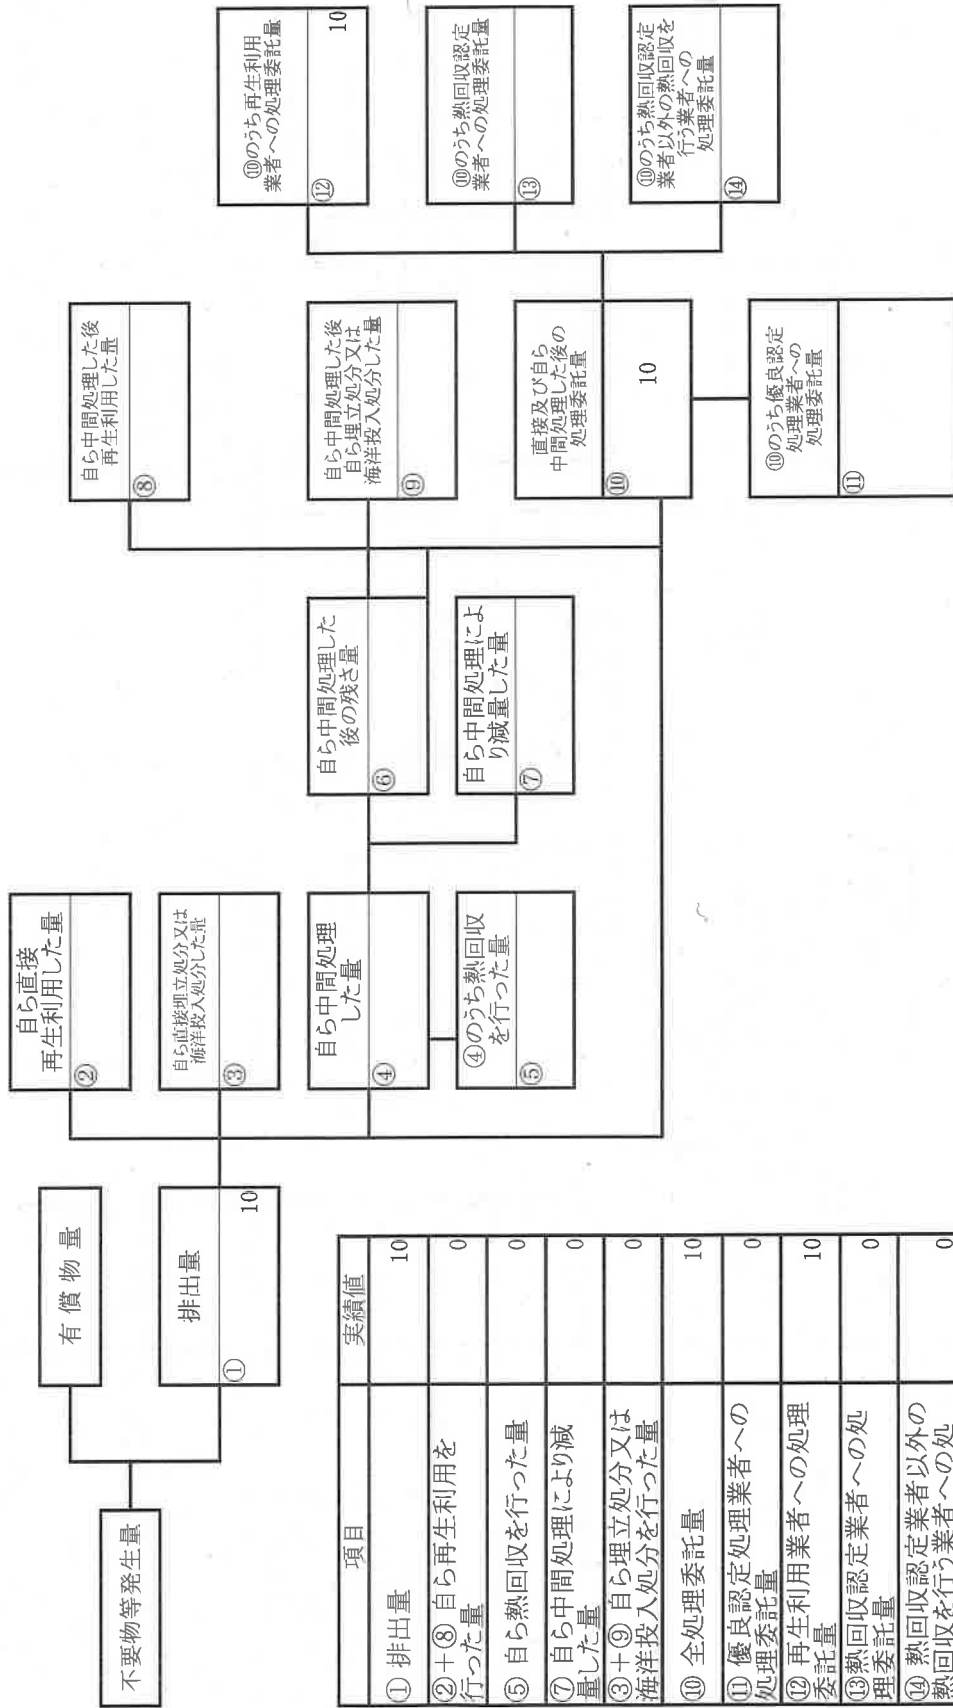 不要物等発生量
有償物量
排出量
①
10
自ら直接
再生利用した量
②
自ら直接埋立処分又は
海洋投入処分した量
③
自ら中間処理
した量
④
④のうち熱回収
を行った量
⑤
自ら中間処理した
後の残さ量
⑥
自ら中間処理によ
り減量した量
⑦
自ら中間処理した後
再生利用した量
⑧
自ら中間処理した後
自ら埋立処分又は
海洋投入処分した量
⑨
直接及び自ら
中間処理した後の
処理委託量
⑩
10
⑩のうち優良認定
処理業者への
処理委託量
⑪
⑩のうち再生利用
業者への処理委託量
⑫
10
⑩のうち熱回収認定
業者への処理委託量
⑬
⑩のうち熱回収認定
業者以外の熱回収を
行う業者への
処理委託量
⑭
項目 実績値
①排出量 10
②+⑧ 自ら再生利用を
行った量 0
⑤ 自ら熱回収を行った量 0
⑦ 自ら中間処理により減
量した量 0
③+⑨ 自ら埋立処分又は
海洋投入処分を行った量 0
⑩ 全処理委託量 10
⑪ 優良認定処理業者への
処理委託量 0
⑫ 再生利用業者への処理
委託量 10
⑬熱回収認定業者への処
理委託量 0
⑭ 熱回収認定業者以外の
熱回収を行う業者への処 0